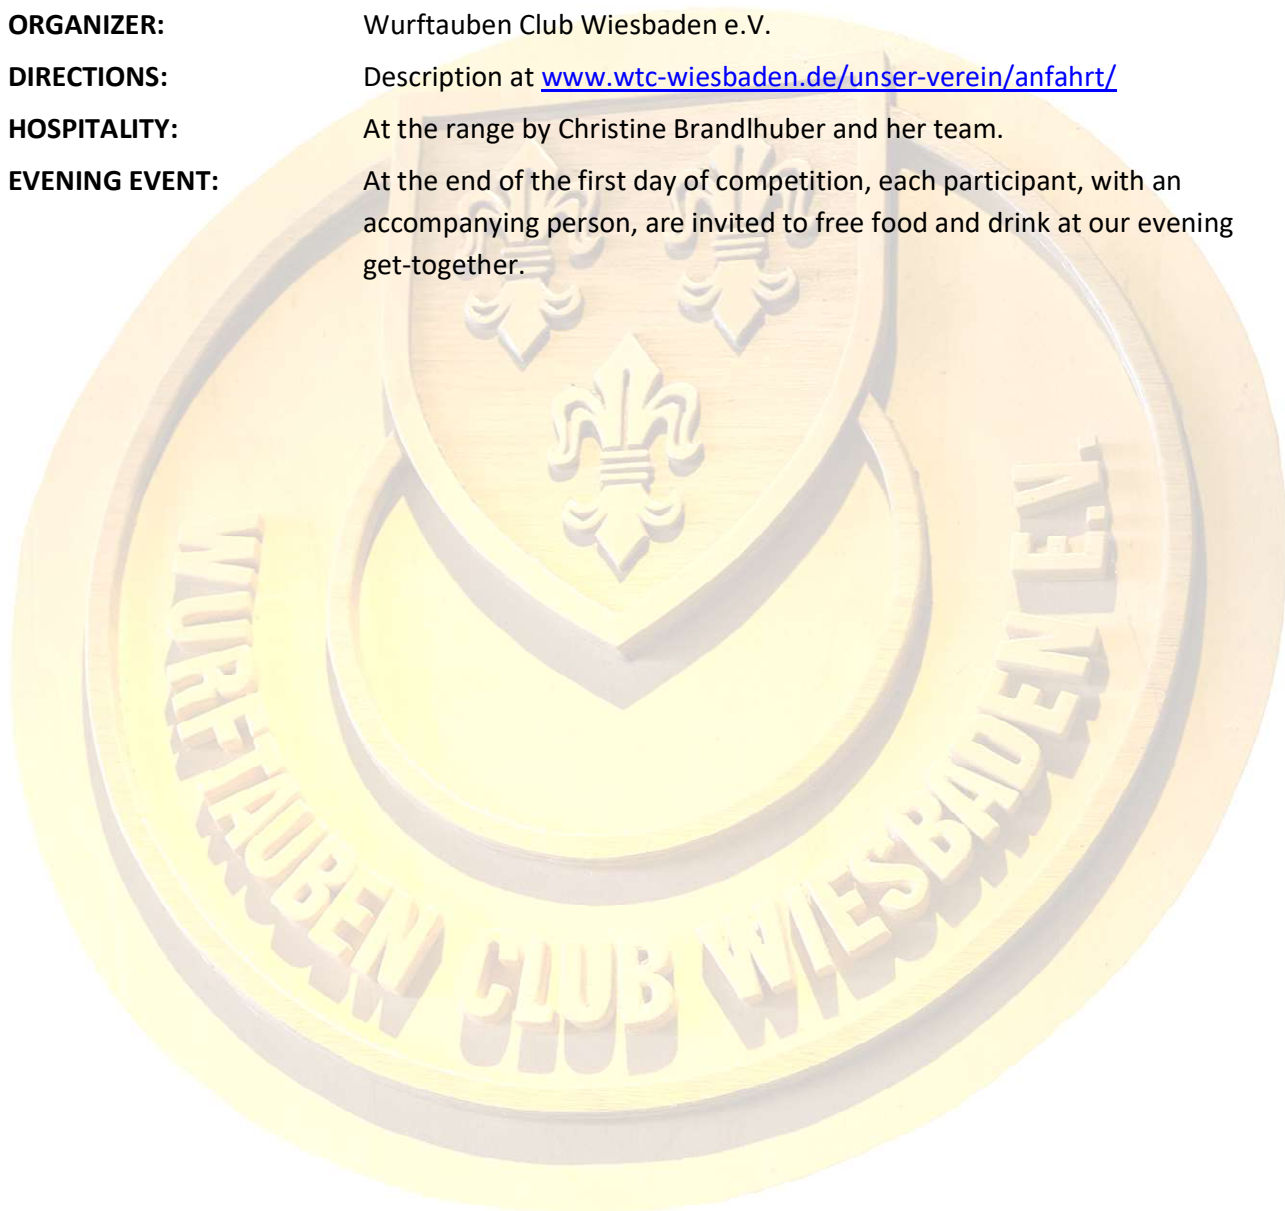 ORGANIZER: Wurftauben Club Wiesbaden e.V.
DIRECTIONS: Description at www.wtc-wiesbaden.de/unser-verein/anfahrt/
HOSPITALITY: At the range by Christine Brandlhuber and her team.
EVENING EVENT: At the end of the first day of competition, each participant, with an
accompanying person, are invited to free food and drink at our evening
get-together.
WURFTAUBEN CLUB WIESBADEN E.V.